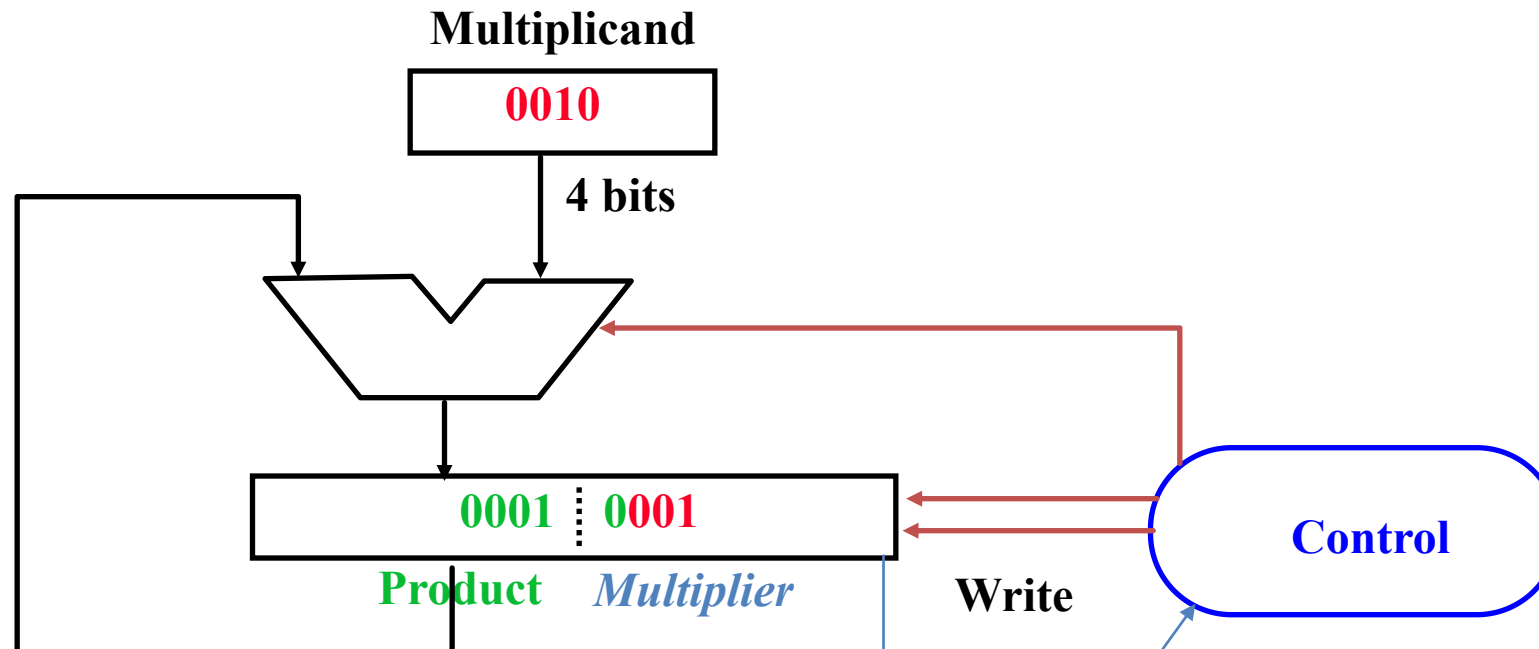 Multiplicand
0010
4 bits
0001 0001
Control
Product Multiplier
Write